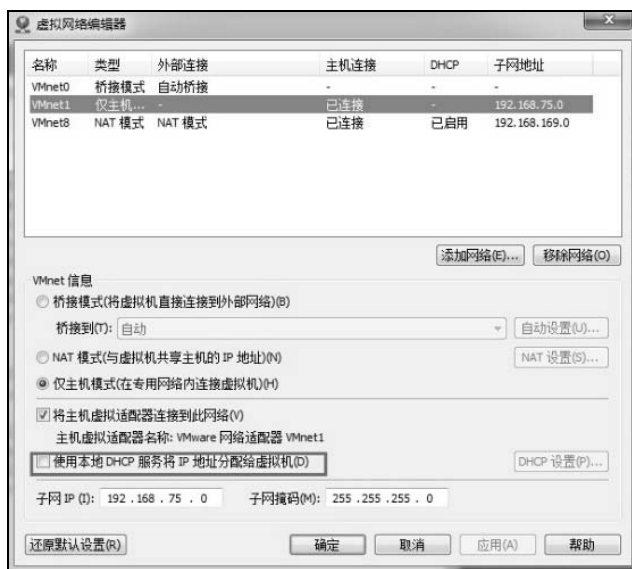 虚拟网络编辑器
名称 类型 外部连接 主机连接 DHCP 子网地址
VMnet0 桥接模式 自动桥接 - - -
VMnet1 仅主机... - 已连接 - 192.168.75.0
VMnet8 NAT 模式 NAT 模式 已连接 已启用 192.168.169.0
添加网络(E)... 移除网络(O)
VMnet 信息
桥接模式(将虚拟机直接连接到外部网络)(B)
桥接到(T): 自动 自动设置(U)...
NAT 模式(与虚拟机共享主机的 IP 地址)(N) NAT 设置(S)...
仅主机模式(在专用网络内连接虚拟机)(H)
将主机虚拟适配器连接到此网络(V)
主机虚拟适配器名称: VMware 网络适配器 VMnet1
使用本地 DHCP 服务将 IP 地址分配给虚拟机(D) DHCP 设置(P)...
子网 IP (I): 192 . 168 . 75 . 0 子网掩码(M): 255 . 255 . 255 . 0
还原默认设置(R) 确定 取消 应用(A) 帮助